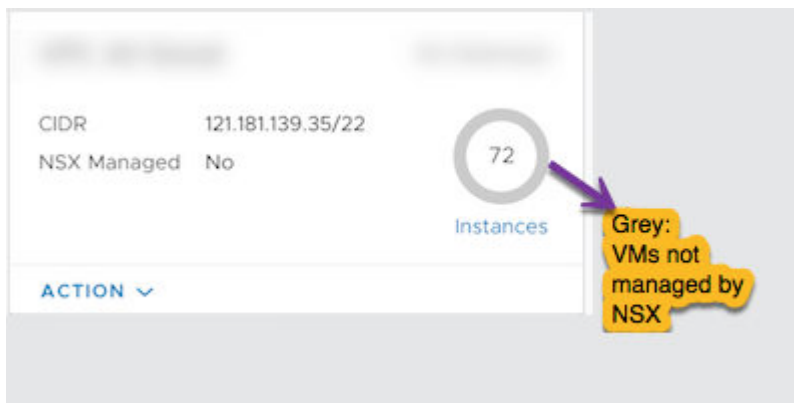 CIDR 121.181.139.35/22
NSX Managed No
72
Instances
ACTION
Grey:
VMs not
managed by
NSX